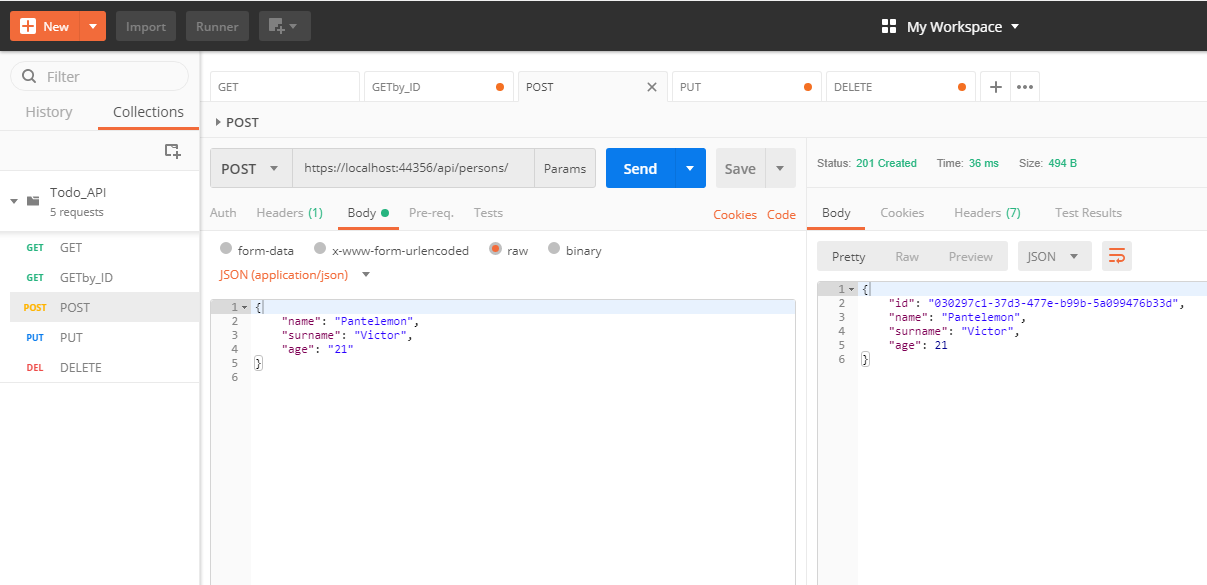 New Import Runner My Workspace
Filter
History Collections
Todo_API
5 requests
GET GET
GET GETby_ID
POST POST
PUT PUT
DEL DELETE
GET GETby_ID POST PUT DELETE
POST
POST https://localhost:44356/api/persons/ Params Send Save
Auth Headers (1) Body Pre-req. Tests Cookies Code
form-data x-www-form-urlencoded raw binary
JSON (application/json)
1 {
2 "name": "Pantelemon",
3 "surname": "Victor",
4 "age": "21"
5 }
6
Status: 201 Created Time: 36 ms Size: 494 B
Body Cookies Headers (7) Test Results
Pretty Raw Preview JSON
1 {
2 "id": "030297c1-37d3-477e-b99b-5a099476b33d",
3 "name": "Pantelemon",
4 "surname": "Victor",
5 "age": 21
6 }